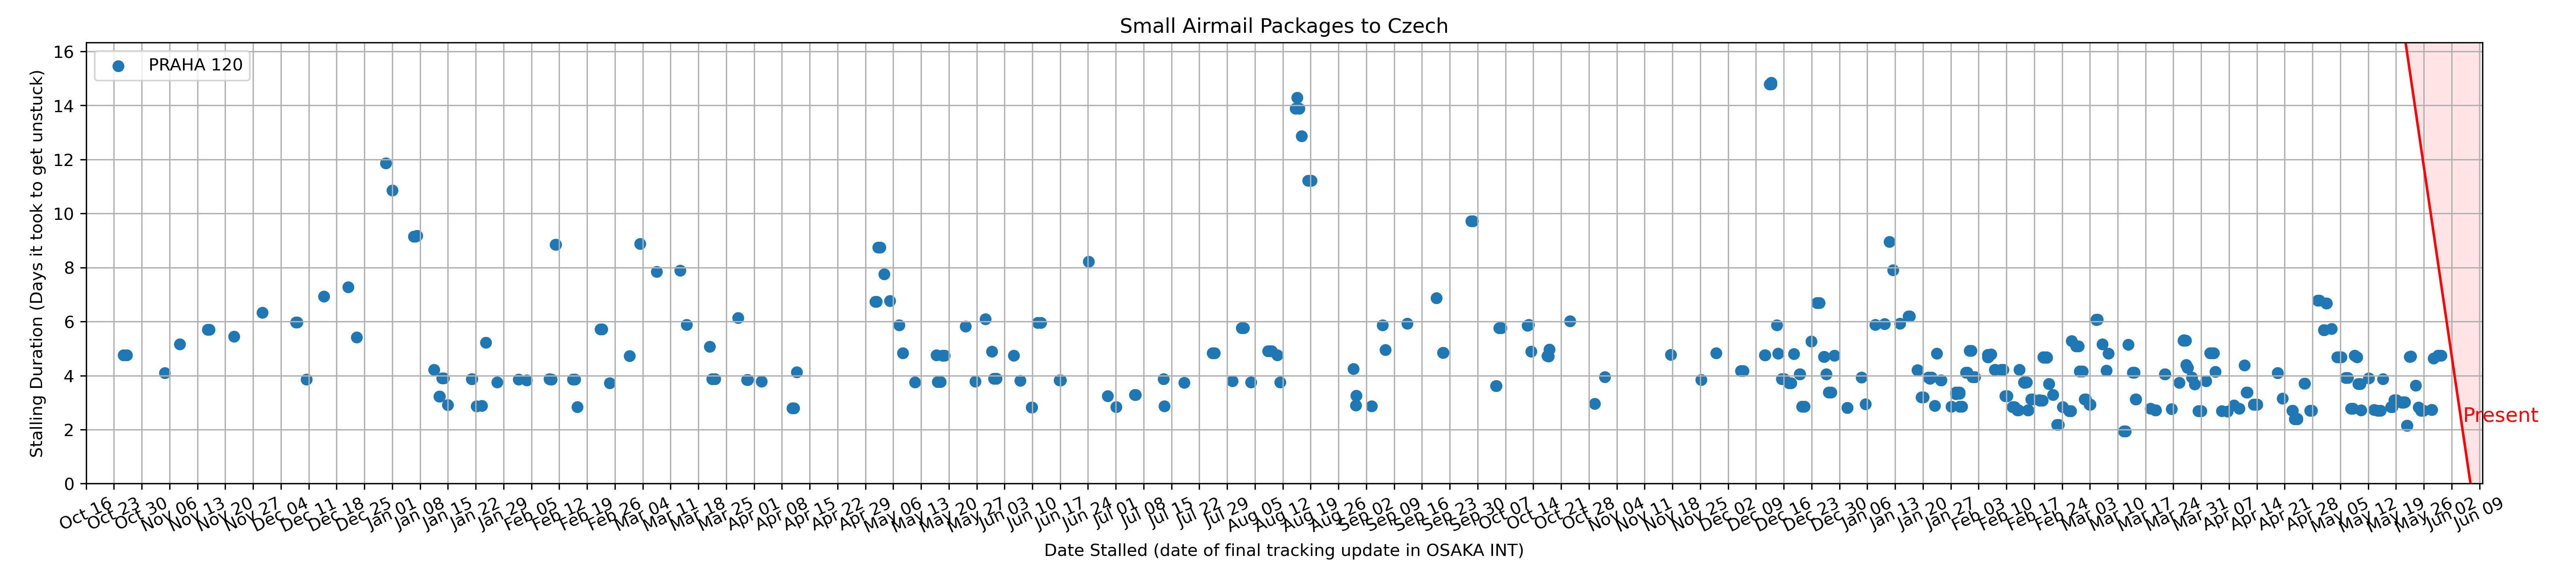 Small Airmail Packages to Czech
PRAHA 120
16
14
12
10
8
6
4
2
0
Stalling Duration (Days it took to get unstuck)
Present
Oct 16
Oct 23
Oct 30
Nov 06
Nov 13
Nov 20
Nov 27
Dec 04
Dec 11
Dec 18
Dec 25
Jan 01
Jan 08
Jan 15
Jan 22
Jan 29
Feb 05
Feb 12
Feb 19
Feb 26
Mar 04
Mar 11
Mar 18
Mar 25
Apr 01
Apr 08
Apr 15
Apr 22
Apr 29
May 06
May 13
May 20
May 27
Jun 03
Jun 10
Jun 17
Jun 24
Jul 01
Jul 08
Jul 15
Jul 22
Jul 29
Aug 05
Aug 12
Aug 19
Aug 26
Sep 02
Sep 09
Sep 16
Sep 23
Sep 30
Oct 07
Oct 14
Oct 21
Oct 28
Nov 04
Nov 11
Nov 18
Nov 25
Dec 02
Dec 09
Dec 16
Dec 23
Dec 30
Jan 06
Jan 13
Jan 20
Jan 27
Feb 03
Feb 10
Feb 17
Feb 24
Mar 03
Mar 10
Mar 17
Mar 24
Mar 31
Apr 07
Apr 14
Apr 21
Apr 28
May 05
May 12
May 19
May 26
Jun 02
Jun 09
Date Stalled (date of final tracking update in OSAKA INT)